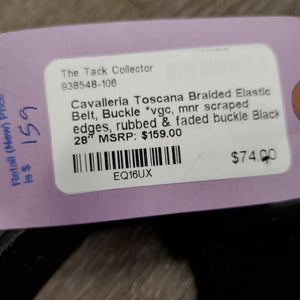 The Tack Collector
938548-106
Cavalleria Toscana Braided Elastic
Belt, Buckle *vgc, mnr scraped
edges, rubbed & faded buckle Black
28" MSRP: $159.00
$74.00
EQ16UX
Retail (New) Price
is $ 159